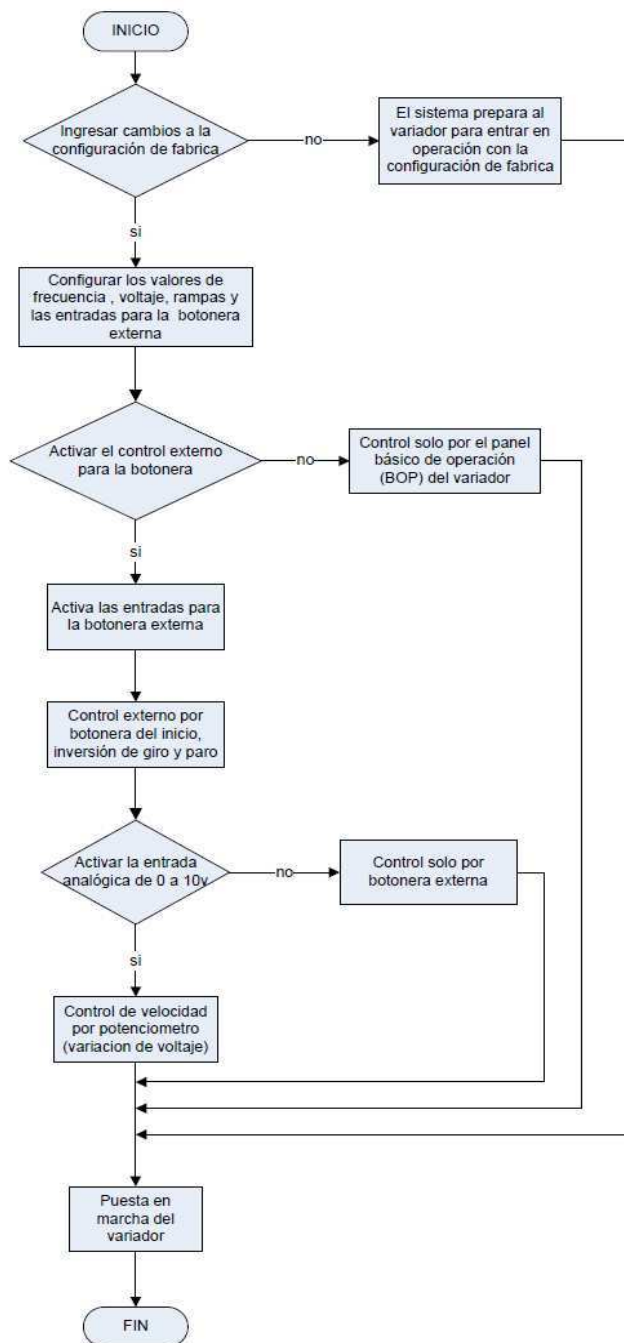 INICIO
Ingresar cambios a la
configuración de fabrica
no
El sistema prepara al
variador para entrar en
operación con la
configuración de fabrica
si
Configurar los valores de
frecuencia , voltaje, rampas y
las entradas para la botonera
externa
Activar el control externo
para la botonera
no
Control solo por el panel
básico de operación
(BOP) del variador
si
Activa las entradas para
la botonera externa
Control externo por
botonera del inicio,
inversión de giro y paro
Activar la entrada
analógica de 0 a 10v
no
Control solo por
botonera externa
si
Control de velocidad
por potenciometro
(variacion de voltaje)
Puesta en
marcha del
variador
FIN